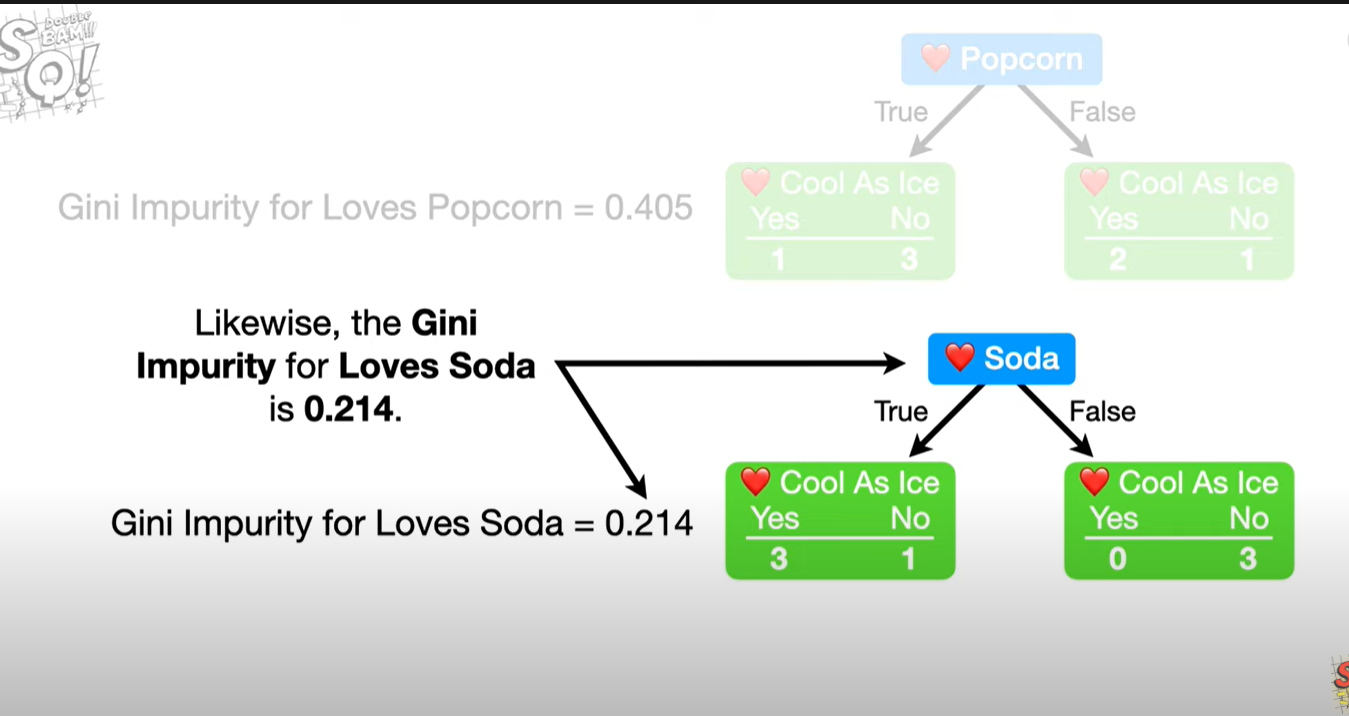 DOUBLE
BAM!!!
SQ!
❤️ Popcorn
True False
Gini Impurity for Loves Popcorn = 0.405
❤️ Cool As Ice ❤️ Cool As Ice
Yes No Yes No
1 3 2 1
Likewise, the Gini
Impurity for Loves Soda
is 0.214.
❤️ Soda
True False
Gini Impurity for Loves Soda = 0.214
❤️ Cool As Ice ❤️ Cool As Ice
Yes No Yes No
3 1 0 3